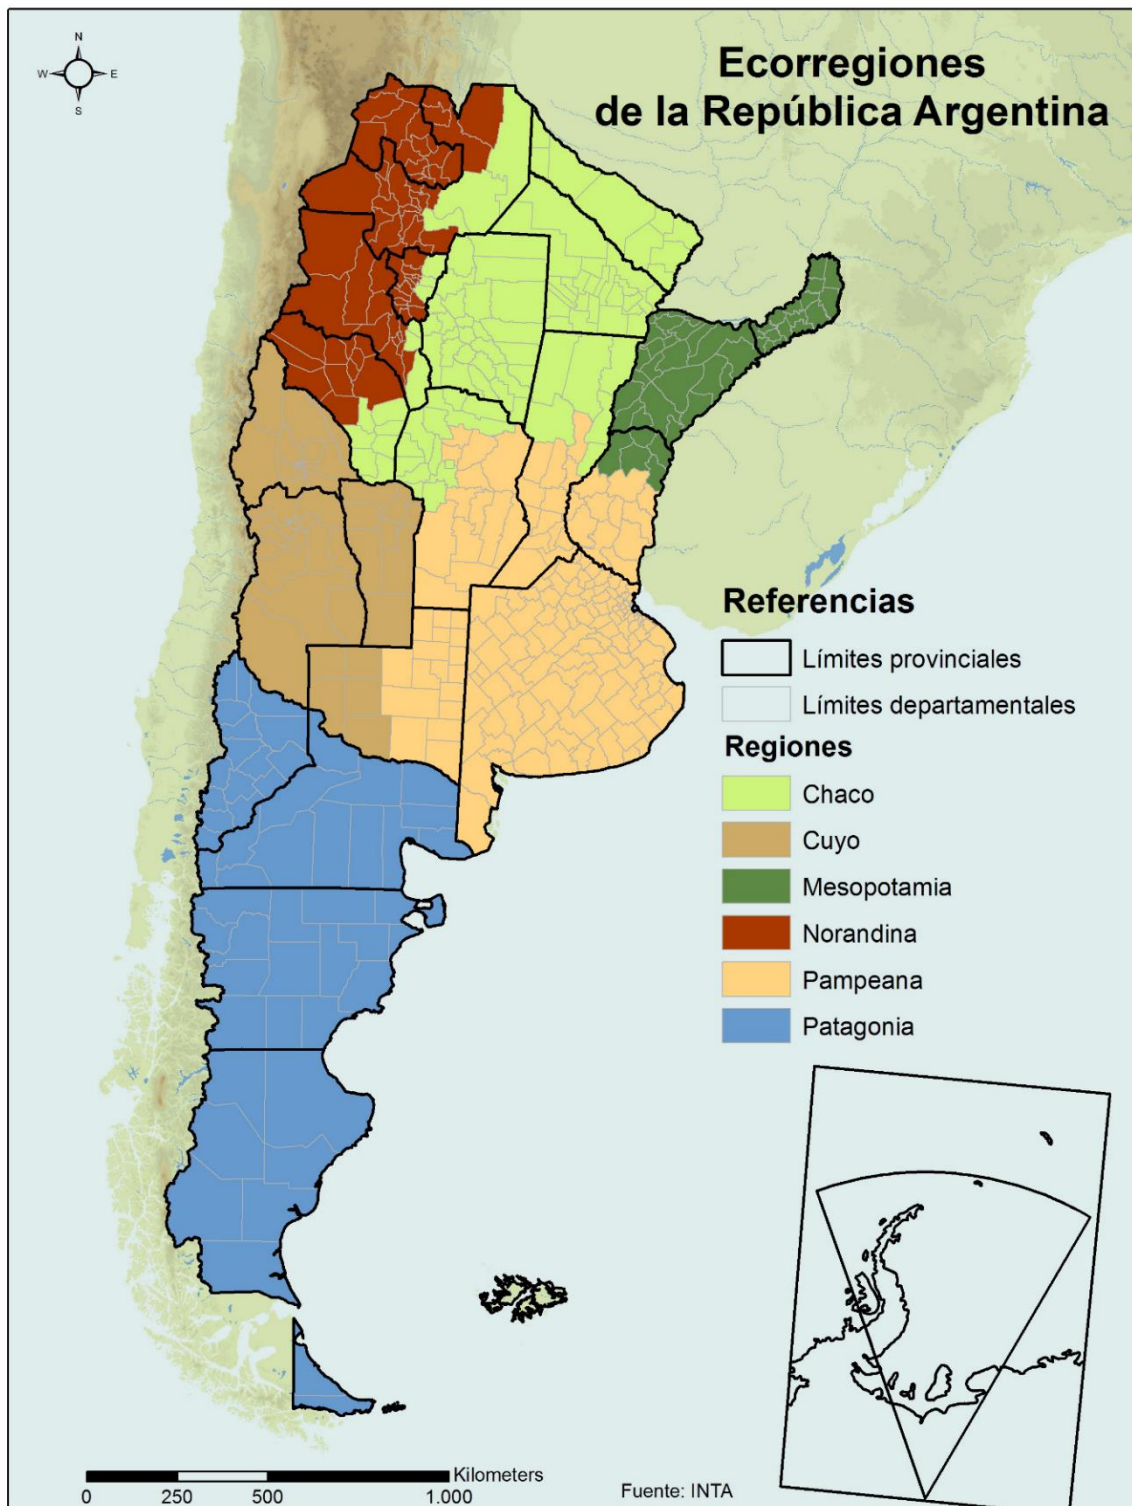 Ecorregiones
de la República Argentina
N
W
E
S
Referencias
Límites provinciales
Límites departamentales
Regiones
Chaco
Cuyo
Mesopotamia
Norandina
Pampeana
Patagonia
Kilometers
0 250 500 1.000
Fuente: INTA